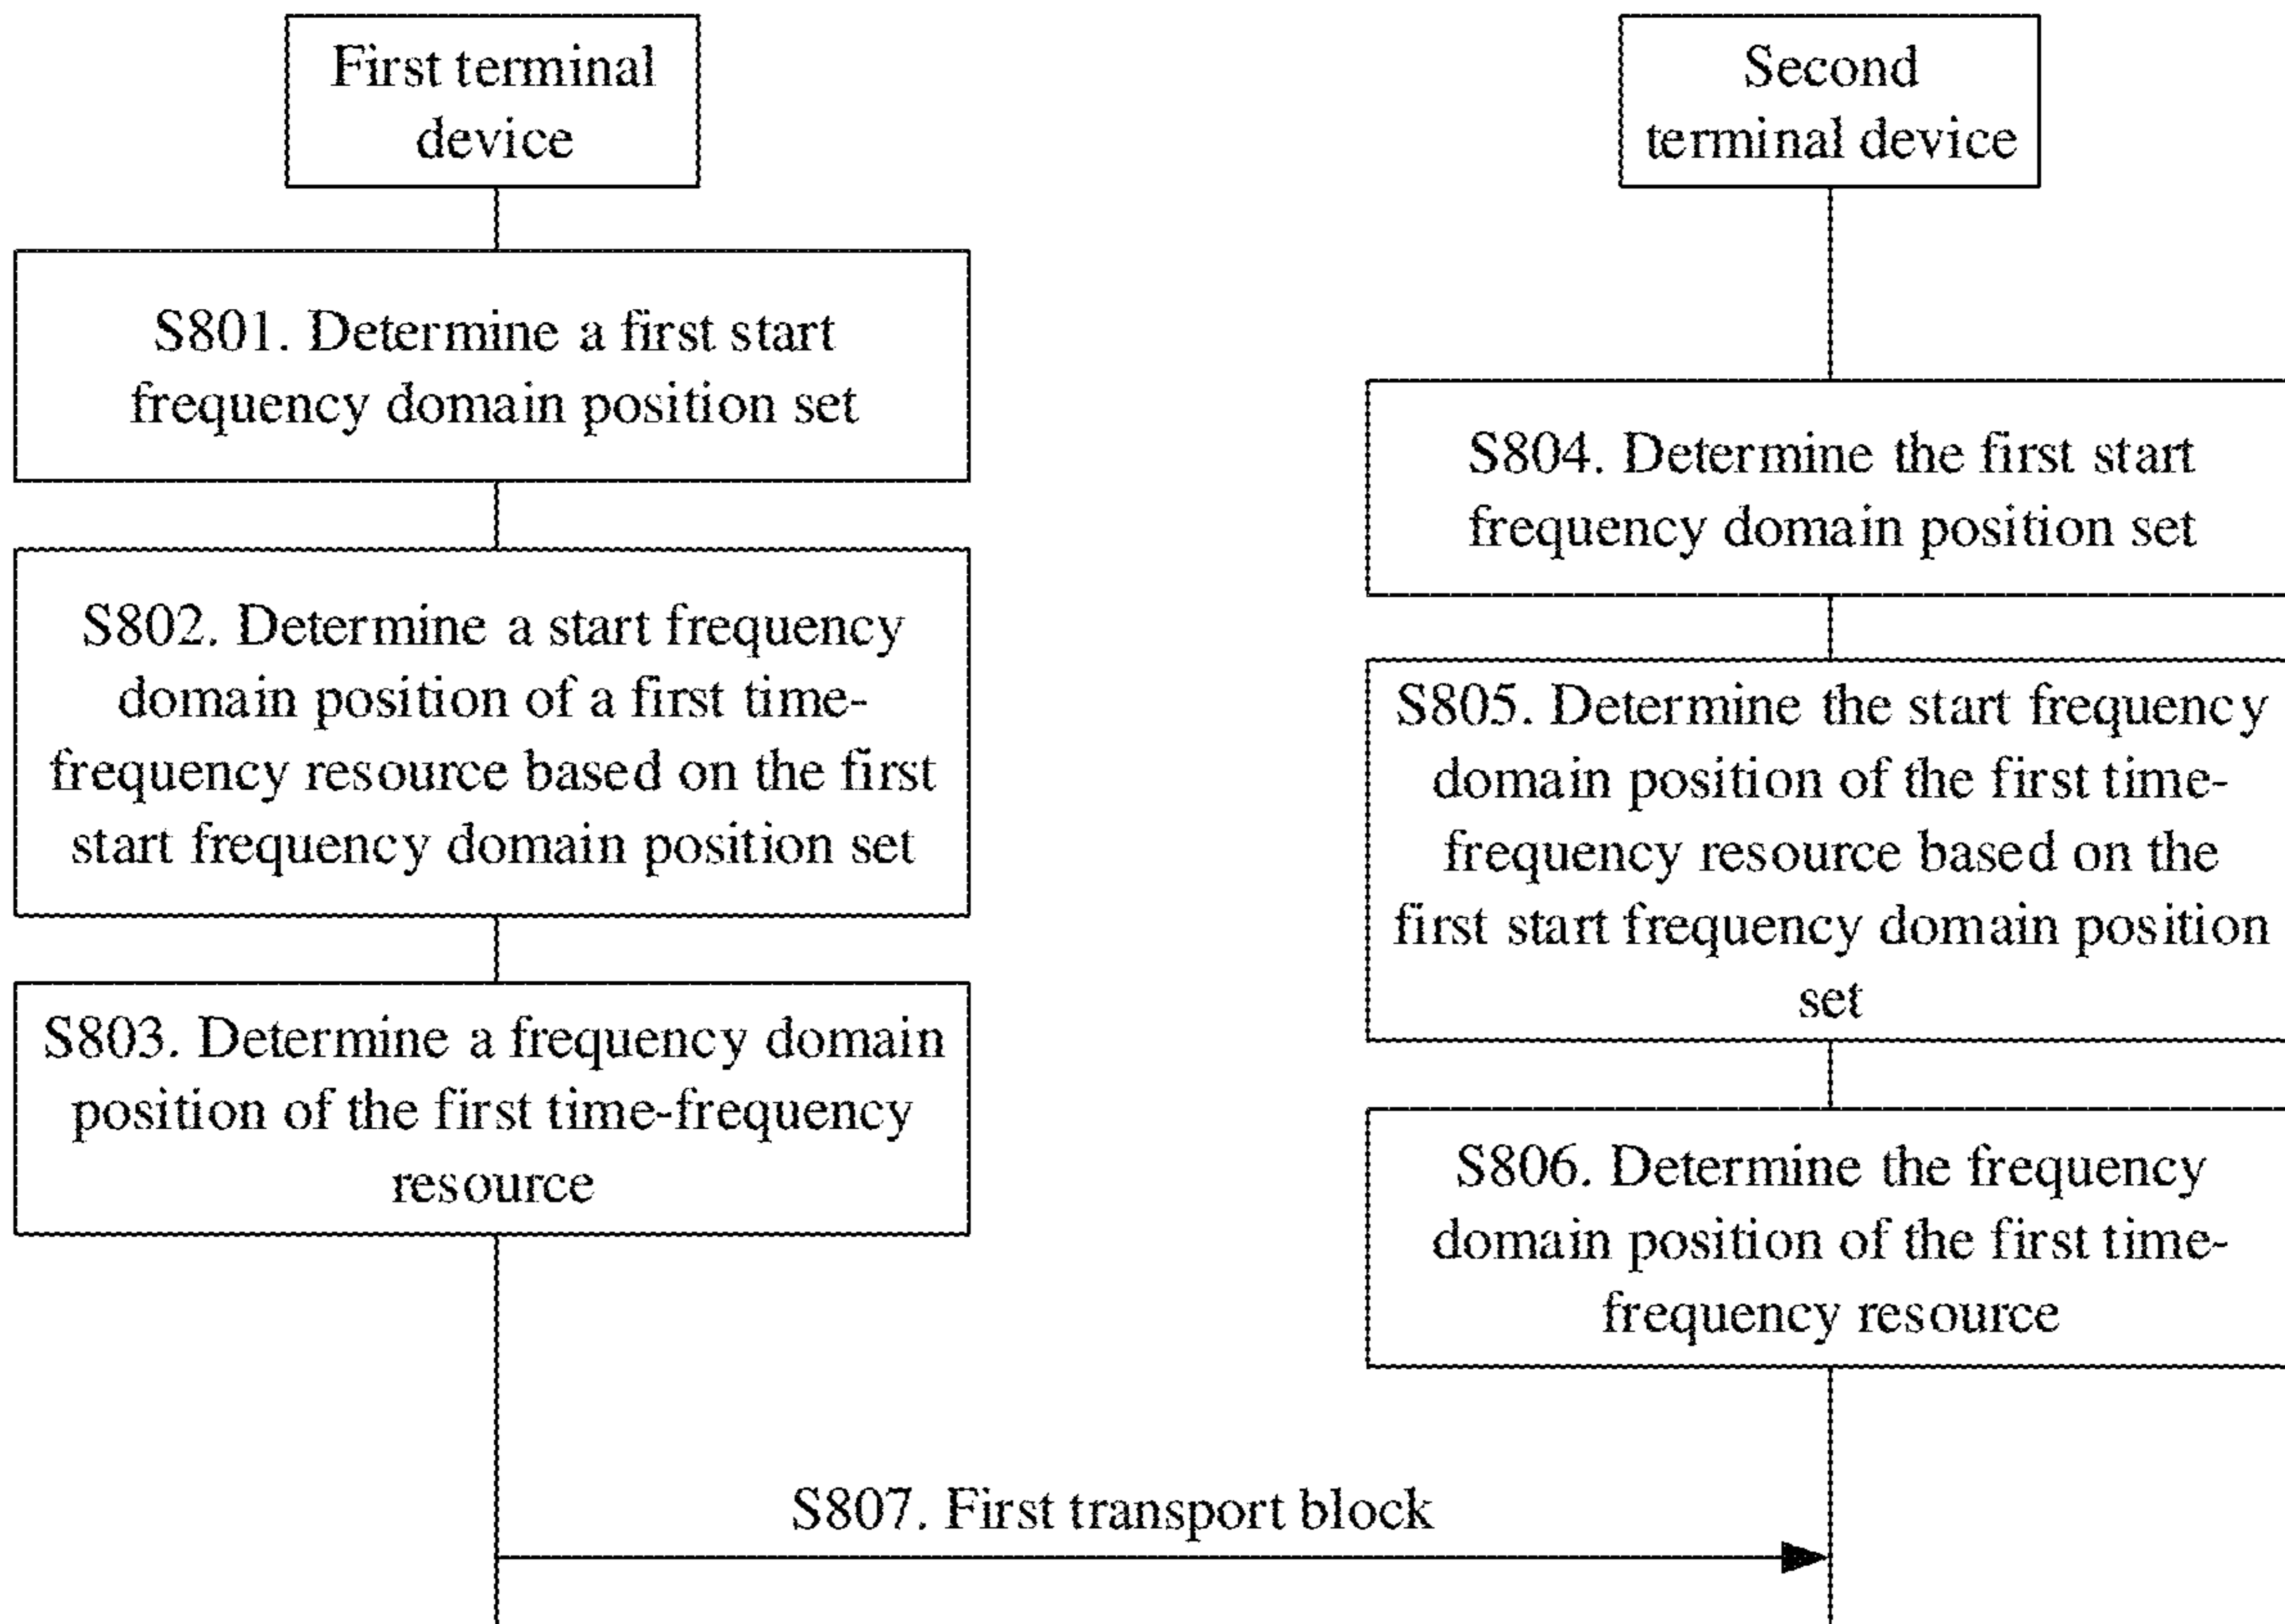 First terminal
device
Second
terminal device
S801. Determine a first start
frequency domain position set
S802. Determine a start frequency
domain position of a first time-
frequency resource based on the first
start frequency domain position set
S803. Determine a frequency domain
position of the first time-frequency
resource
S804. Determine the first start
frequency domain position set
S805. Determine the start frequency
domain position of the first time-
frequency resource based on the
first start frequency domain position
set
S806. Determine the frequency
domain position of the first time-
frequency resource
S807. First transport block